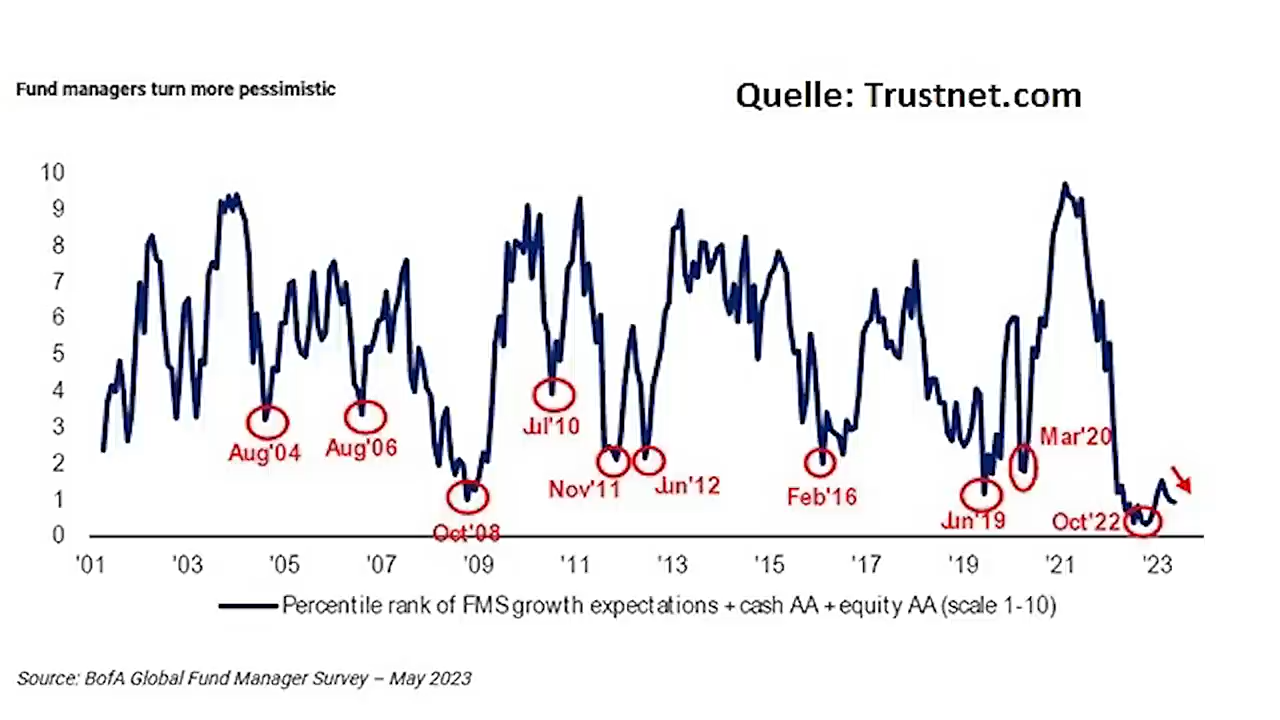 Fund managers turn more pessimistic
Quelle: Trustnet.com
10
9
8
7
6
5
4
3
2
1
0
Aug'04
Aug'06
Oct'08
Jul'10
Nov'11
Jun'12
Feb'16
Jun'19
Mar'20
Oct'22
'01 '03 '05 '07 '09 '11 '13 '15 '17 '19 '21 '23
Percentile rank of FMS growth expectations + cash AA + equity AA (scale 1-10)
Source: BofA Global Fund Manager Survey – May 2023